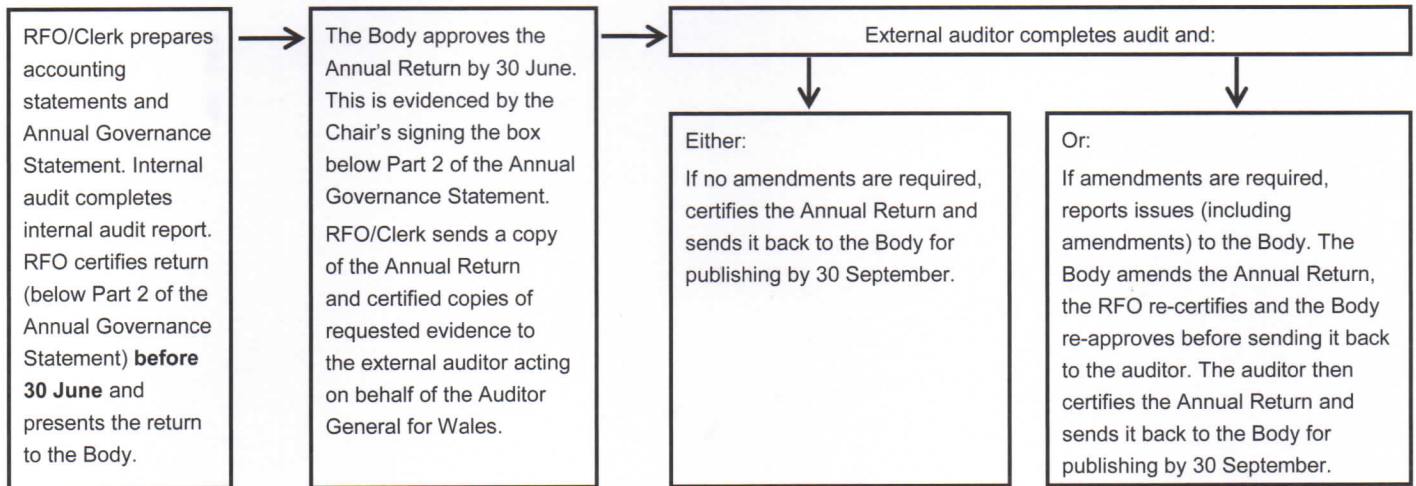 RFO/Clerk prepares
accounting
statements and
Annual Governance
Statement. Internal
audit completes
internal audit report.
RFO certifies return
(below Part 2 of the
Annual Governance
Statement) before
30 June and
presents the return
to the Body.
The Body approves the
Annual Return by 30 June.
This is evidenced by the
Chair's signing the box
below Part 2 of the Annual
Governance Statement.
RFO/Clerk sends a copy
of the Annual Return
and certified copies of
requested evidence to
the external auditor acting
on behalf of the Auditor
General for Wales.
External auditor completes audit and:
Either:
If no amendments are required,
certifies the Annual Return and
sends it back to the Body for
publishing by 30 September.
Or:
If amendments are required,
reports issues (including
amendments) to the Body. The
Body amends the Annual Return,
the RFO re-certifies and the Body
re-approves before sending it back
to the auditor. The auditor then
certifies the Annual Return and
sends it back to the Body for
publishing by 30 September.